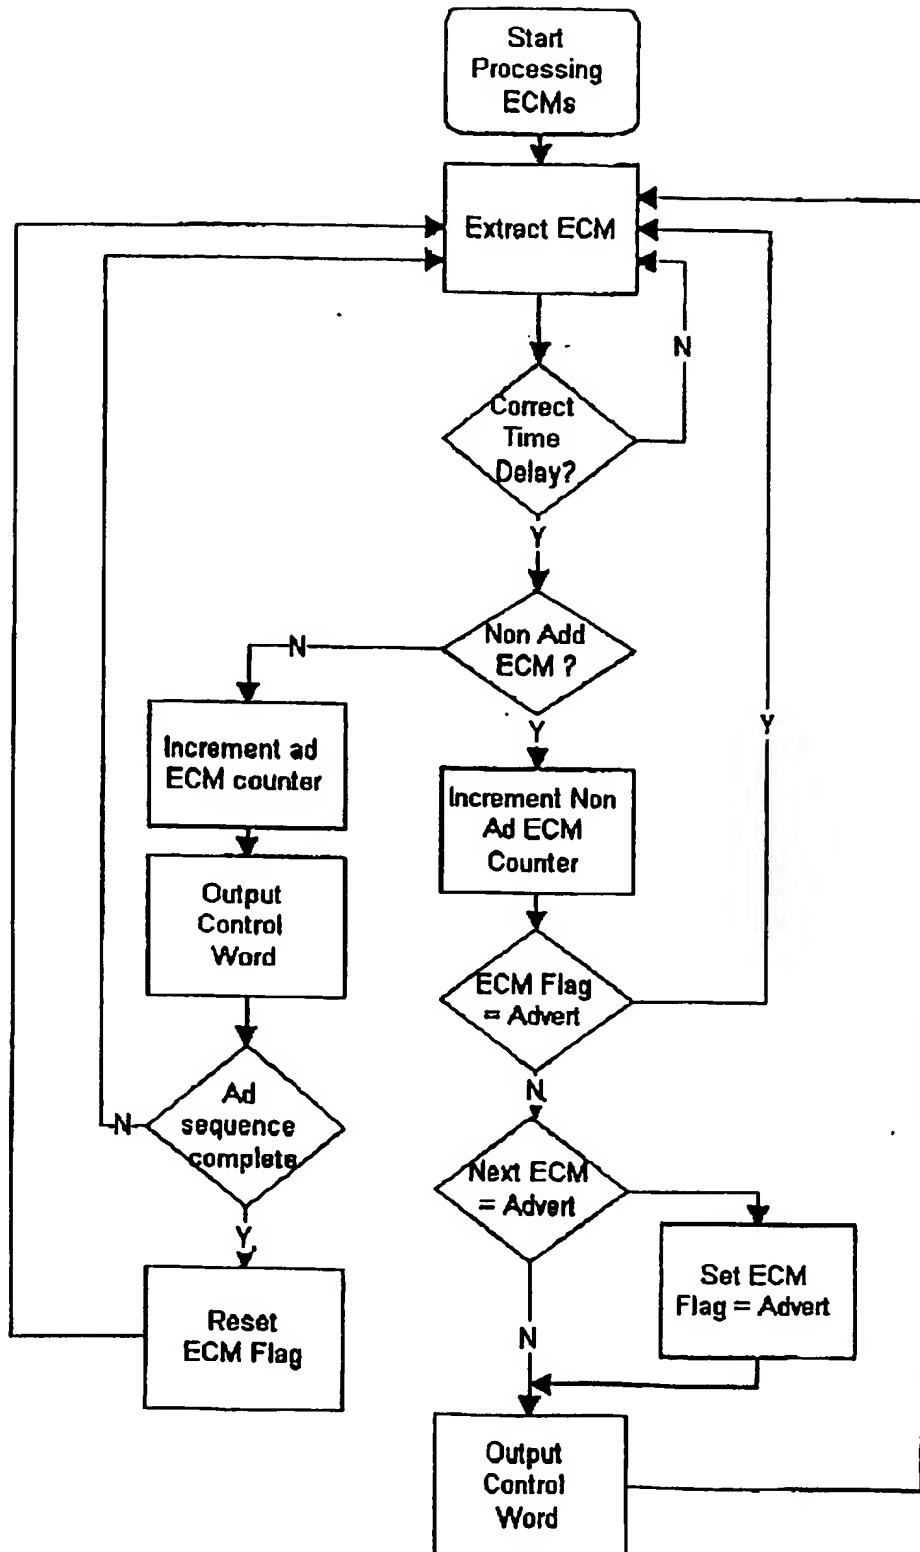 Start
Processing
ECMs
Extract ECM
N
Correct
Time
Delay?
Y
Non Add
ECM ?
N
Y
Increment ad
ECM counter
Increment Non
Ad ECM
Counter
Y
Output
Control
Word
ECM Flag
= Advert
N
Ad
sequence
complete
N
Next ECM
= Advert
Y
Set ECM
Flag = Advert
Reset
ECM Flag
N
Output
Control
Word